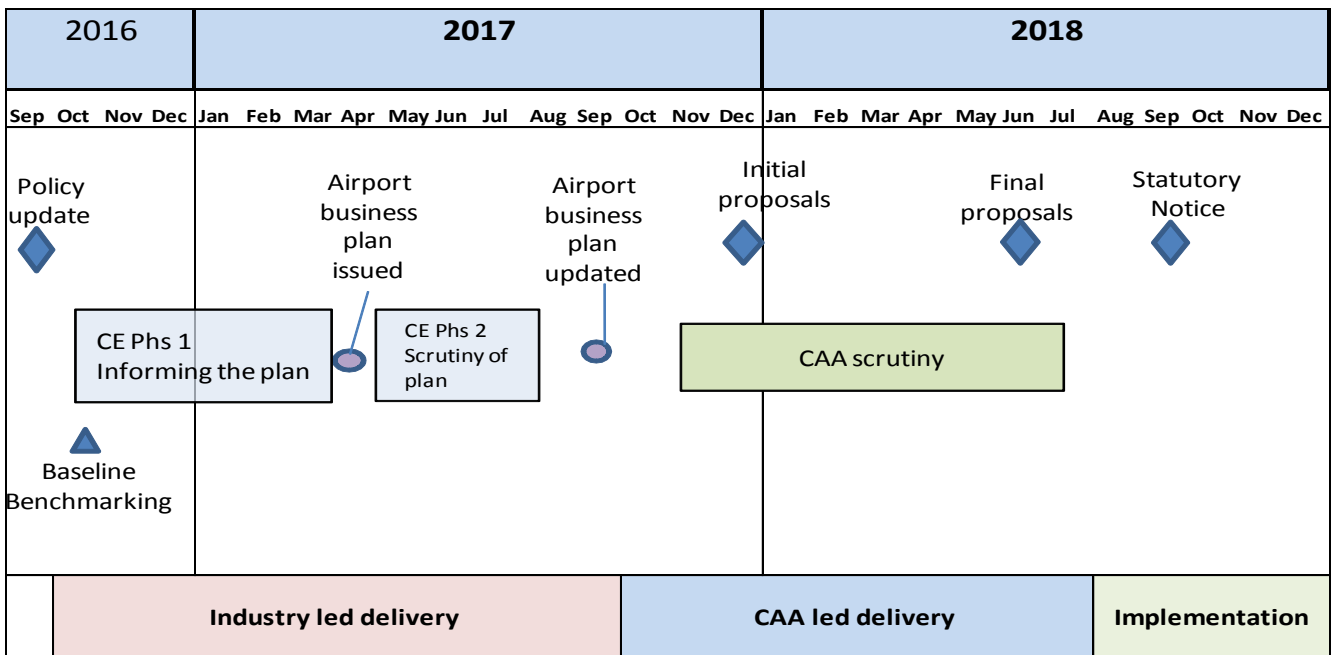 2016 2017 2018
Sep Oct Nov Dec Jan Feb Mar Apr May Jun Jul Aug Sep Oct Nov Dec Jan Feb Mar Apr May Jun Jul Aug Sep Oct Nov Dec
Policy
update
Airport
business
plan
issued
Airport
business
plan
updated
Initial
proposals
Final
proposals
Statutory
Notice
CE Phs 1
Informing the plan
CE Phs 2
Scrutiny of
plan
CAA scrutiny
Baseline
Benchmarking
Industry led delivery
CAA led delivery
Implementation